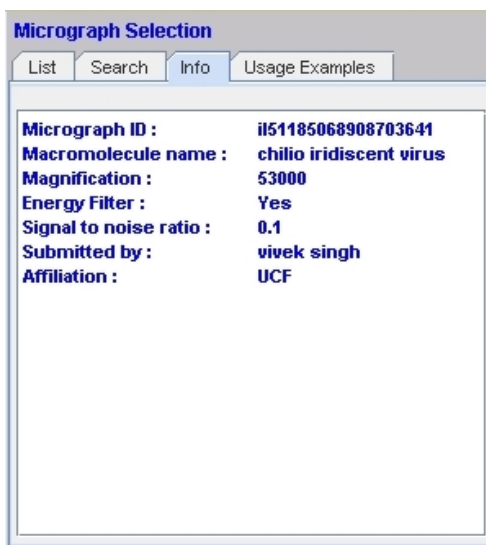 Micrograph Selection
List Search Info Usage Examples
Micrograph ID : il51185068908703641
Macromolecule name : chilio iridiscent virus
Magnification : 53000
Energy Filter : Yes
Signal to noise ratio : 0.1
Submitted by : vivek singh
Affiliation : UCF